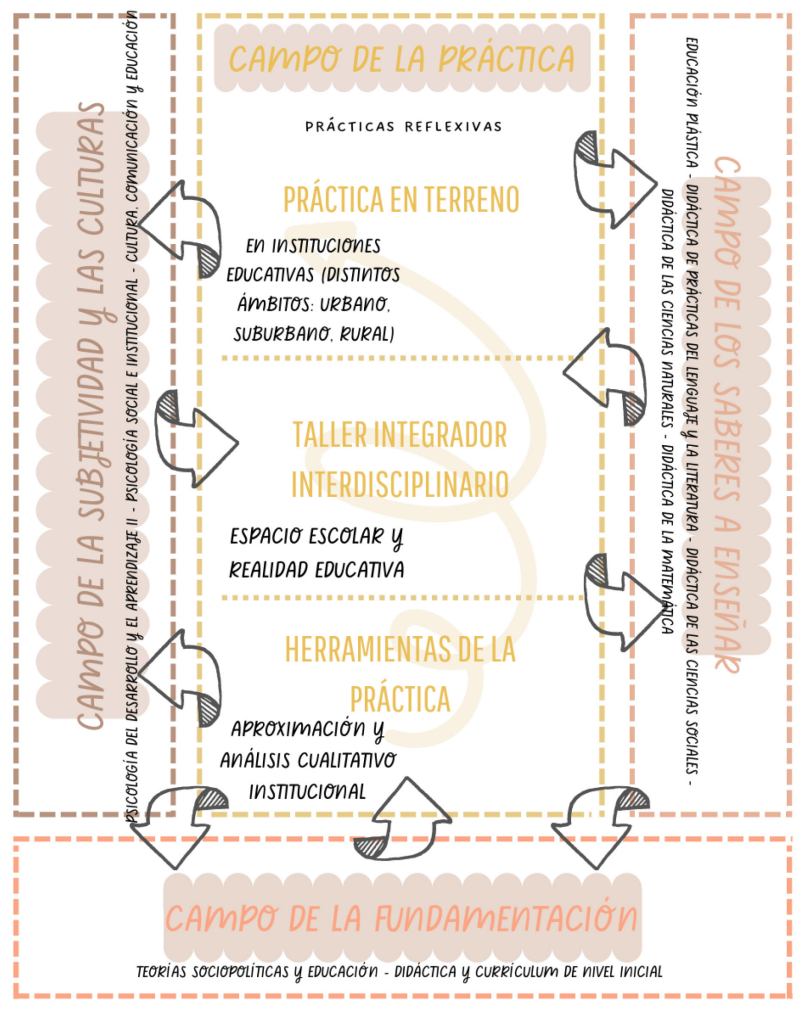 CAMPO DE LA SUBJETIVIDAD Y LAS CULTURAS
PSICOLOGÍA DEL DESARROLLO Y EL APRENDIZAJE II - PSICOLOGÍA SOCIAL E INSTITUCIONAL - CULTURA, COMUNICACIÓN Y EDUCACIÓN
CAMPO DE LA PRÁCTICA
PRÁCTICAS REFLEXIVAS
PRÁCTICA EN TERRENO
EN INSTITUCIONES
EDUCATIVAS (DISTINTOS
ÁMBITOS: URBANO,
SUBURBANO, RURAL)
TALLER INTEGRADOR
INTERDISCIPLINARIO
ESPACIO ESCOLAR Y
REALIDAD EDUCATIVA
HERRAMIENTAS DE LA
PRÁCTICA
APROXIMACIÓN Y
ANÁLISIS CUALITATIVO
INSTITUCIONAL
CAMPO DE LOS SABERES A ENSEÑAR
EDUCACIÓN PLÁSTICA - DIDÁCTICA DE PRÁCTICAS DEL LENGUAJE Y LA LITERATURA - DIDÁCTICA DE LAS CIENCIAS SOCIALES -
DIDÁCTICA DE LAS CIENCIAS NATURALES - DIDÁCTICA DE LA MATEMÁTICA
CAMPO DE LA FUNDAMENTACIÓN
TEORÍAS SOCIOPOLÍTICAS Y EDUCACIÓN - DIDÁCTICA Y CURRÍCULUM DE NIVEL INICIAL